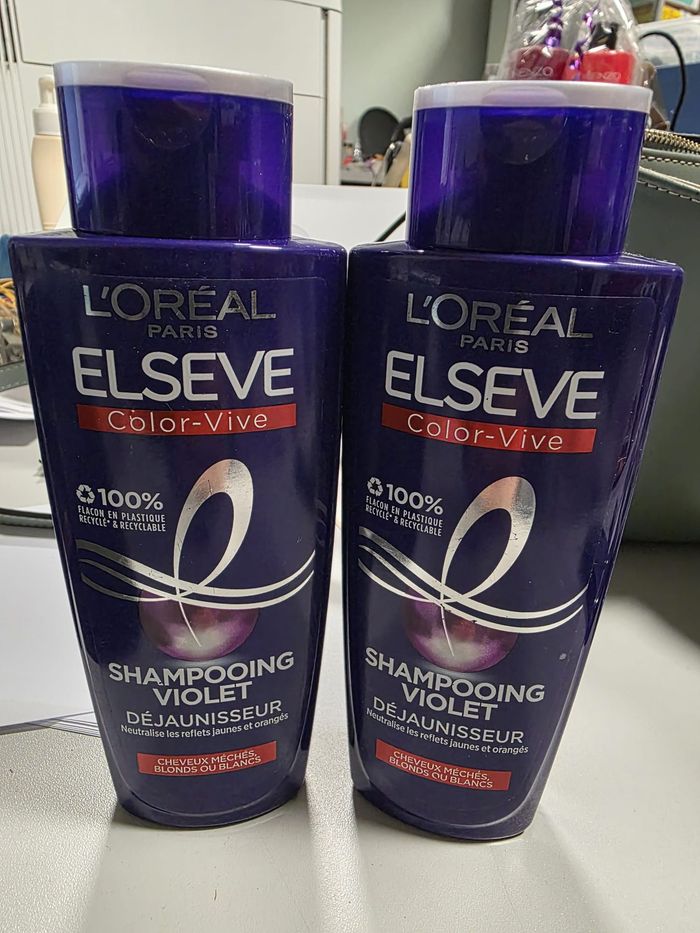 L'ORÉAL
PARIS
ELSEVE
Color-Vive
100%
FLACON EN PLASTIQUE
RECYCLÉ* & RECYCLABLE
SHAMPOOING
VIOLET
DÉJAUNISSEUR
Neutralise les reflets jaunes et orangés
CHEVEUX MÉCHÉS,
BLONDS OU BLANCS
L'ORÉAL
PARIS
ELSEVE
Color-Vive
100%
FLACON EN PLASTIQUE
RECYCLÉ* & RECYCLABLE
SHAMPOOING
VIOLET
DÉJAUNISSEUR
Neutralise les reflets jaunes et orangés
CHEVEUX MÉCHÉS,
BLONDS OU BLANCS